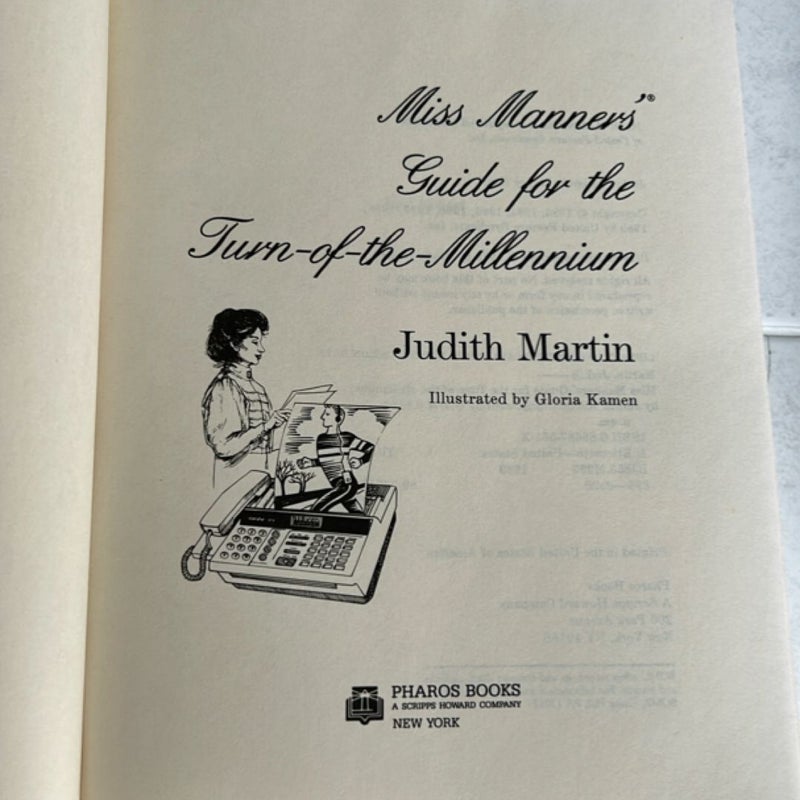 Miss Manners'®
Guide for the
Turn-of-the-Millennium
Judith Martin
Illustrated by Gloria Kamen
PHAROS BOOKS
A SCRIPPS HOWARD COMPANY
NEW YORK